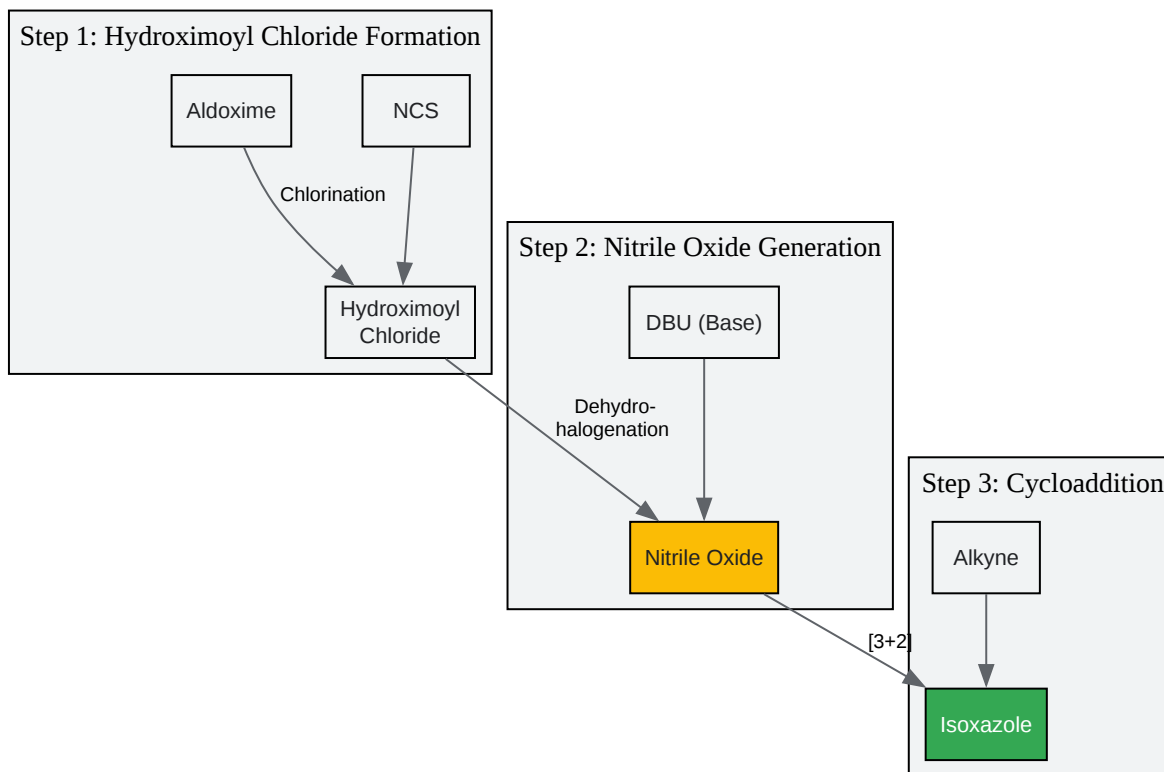 Step 1: Hydroximoyl Chloride Formation
Aldoxime
NCS
Chlorination
Hydroximoyl
Chloride
Step 2: Nitrile Oxide Generation
DBU (Base)
Dehydro-
halogenation
Nitrile Oxide
Step 3: Cycloaddition
Alkyne
[3+2]
Isoxazole